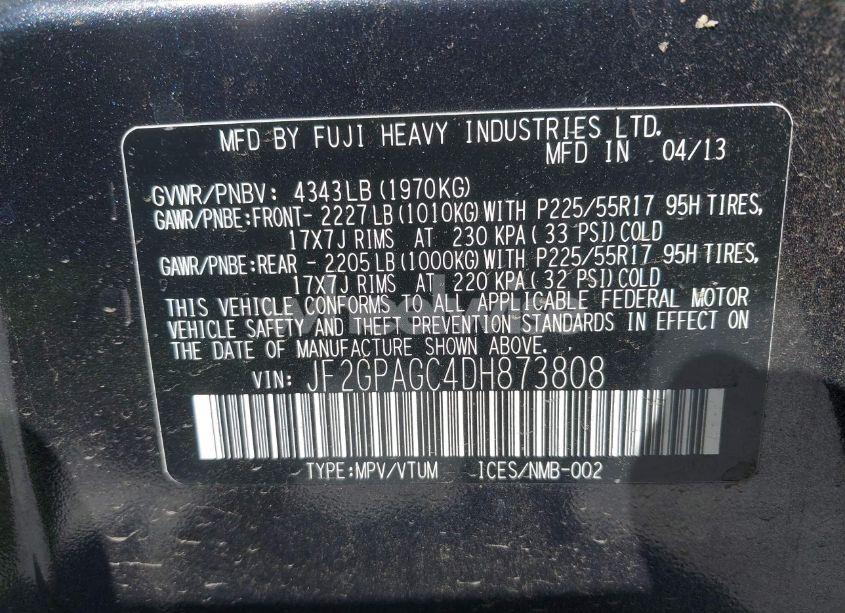 MFD BY FUJI HEAVY INDUSTRIES LTD.
MFD IN 04/13
GVWR/PNBV: 4343LB (1970KG)
GAWR/PNBE:FRONT- 2227LB (1010KG) WITH P225/55R17 95H TIRES,
17X7J RIMS AT 230 KPA ( 33 PSI) COLD
GAWR/PNBE:REAR - 2205LB (1000KG) WITH P225/55R17 95H TIRES,
17X7J RIMS AT 220 KPA ( 32 PSI) COLD
THIS VEHICLE CONFORMS TO ALL APPLICABLE FEDERAL MOTOR
VEHICLE SAFETY AND THEFT PREVENTION STANDARDS IN EFFECT ON
THE DATE OF MANUFACTURE SHOWN ABOVE.
VIN: JF2GPAGC4DH873808
TYPE:MPV/VTUM ICES/NMB-002